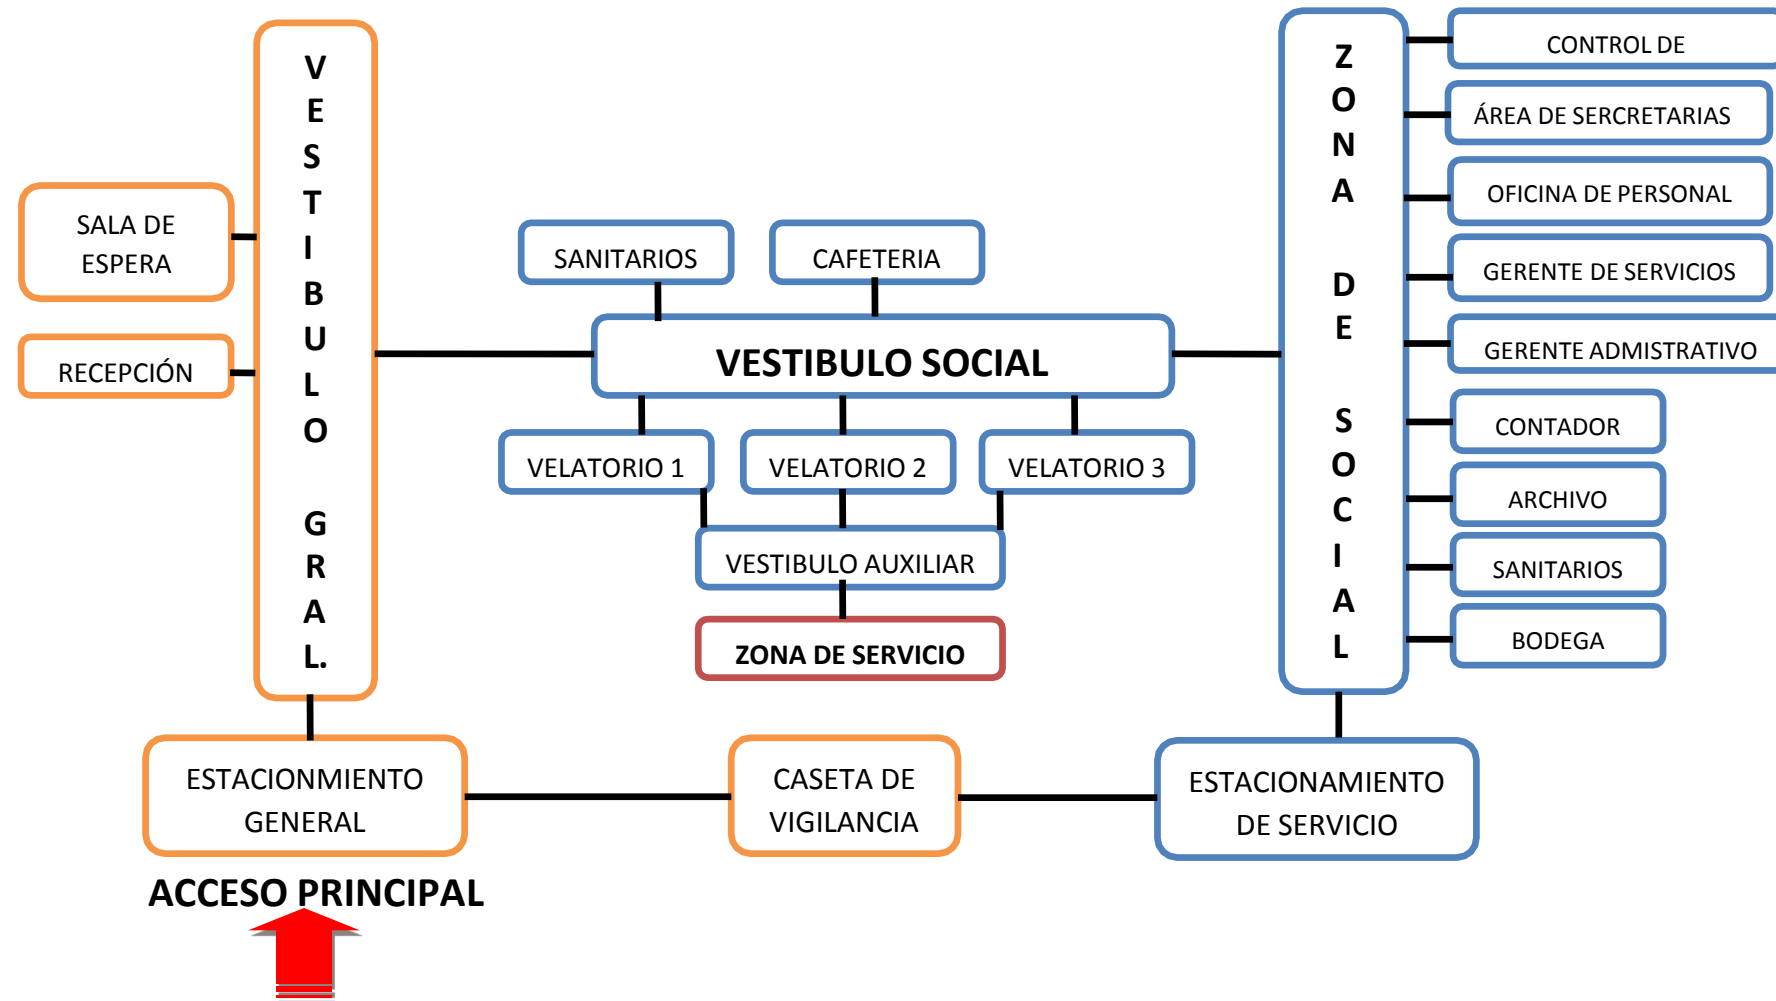 VESTIBULO GRAL.
SALA DE
ESPERA
RECEPCIÓN
SANITARIOS
CAFETERIA
VESTIBULO SOCIAL
VELATORIO 1
VELATORIO 2
VELATORIO 3
VESTIBULO AUXILIAR
ZONA DE SERVICIO
ZONA DE SOCIAL
CONTROL DE
ÁREA DE SERCRETARIAS
OFICINA DE PERSONAL
GERENTE DE SERVICIOS
GERENTE ADMISTRATIVO
CONTADOR
ARCHIVO
SANITARIOS
BODEGA
ESTACIONMIENTO
GENERAL
CASETA DE
VIGILANCIA
ESTACIONAMIENTO
DE SERVICIO
ACCESO PRINCIPAL